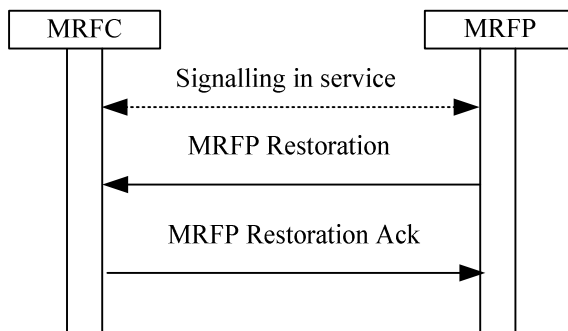 MRFC
MRFP
Signalling in service
MRFP Restoration
MRFP Restoration Ack